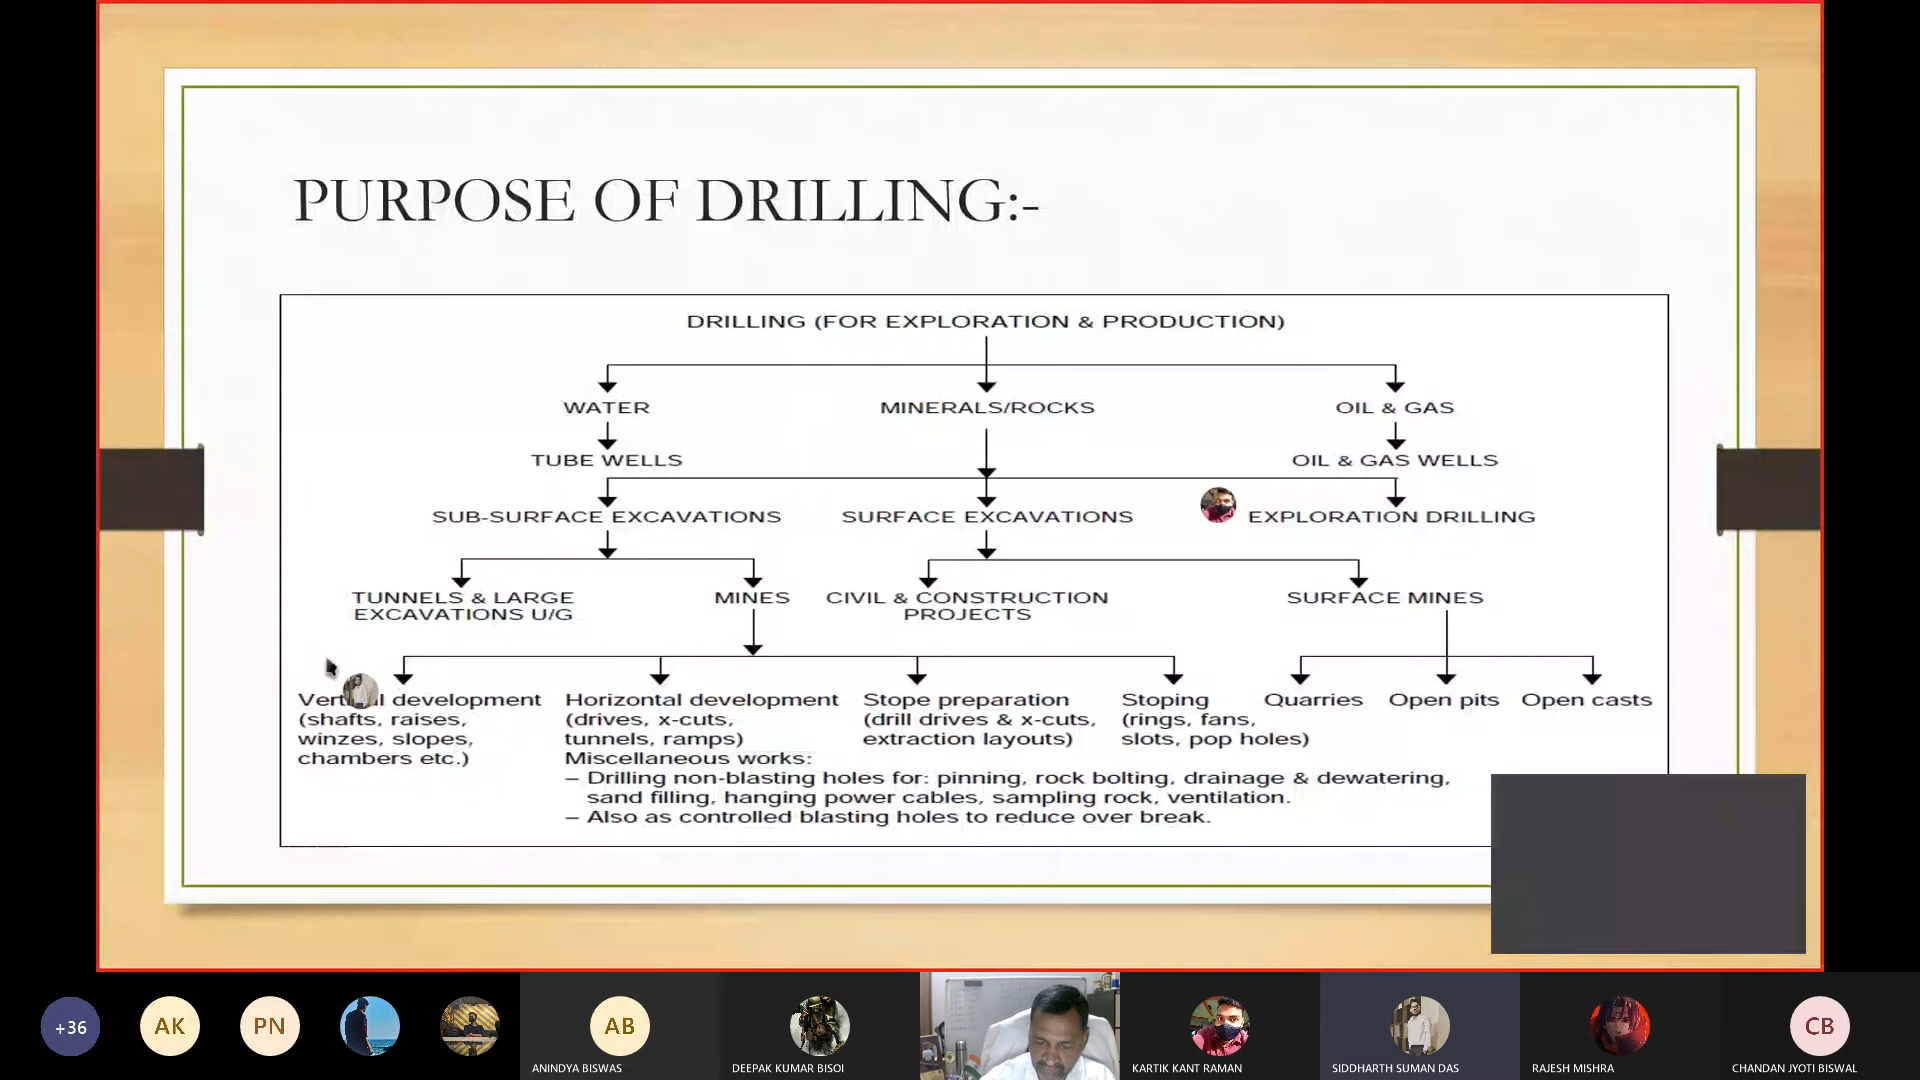 PURPOSE OF DRILLING:-
DRILLING (FOR EXPLORATION & PRODUCTION)
WATER
MINERALS/ROCKS
OIL & GAS
TUBE WELLS
OIL & GAS WELLS
SUB-SURFACE EXCAVATIONS
SURFACE EXCAVATIONS
EXPLORATION DRILLING
TUNNELS & LARGE
EXCAVATIONS U/G
MINES
CIVIL & CONSTRUCTION
PROJECTS
SURFACE MINES
development
(shafts, raises,
winzes, slopes,
chambers etc.)
Horizontal development
(drives, x-cuts,
tunnels, ramps)
Stope preparation
(drill drives & x-cuts,
extraction layouts)
Stoping
(rings, fans,
slots, pop holes)
Quarries
Open pits
Open casts
Miscellaneous works:
– Drilling non-blasting holes for: pinning, rock bolting, drainage & dewatering,
sand filling, hanging power cables, sampling rock, ventilation.
– Also as controlled blasting holes to reduce over break.
+36
AK
PN
AB
ANINDYA BISWAS
DEEPAK KUMAR BISOI
KARTIK KANT RAMAN
SIDDHARTH SUMAN DAS
RAJESH MISHRA
CB
CHANDAN JYOTI BISWAL